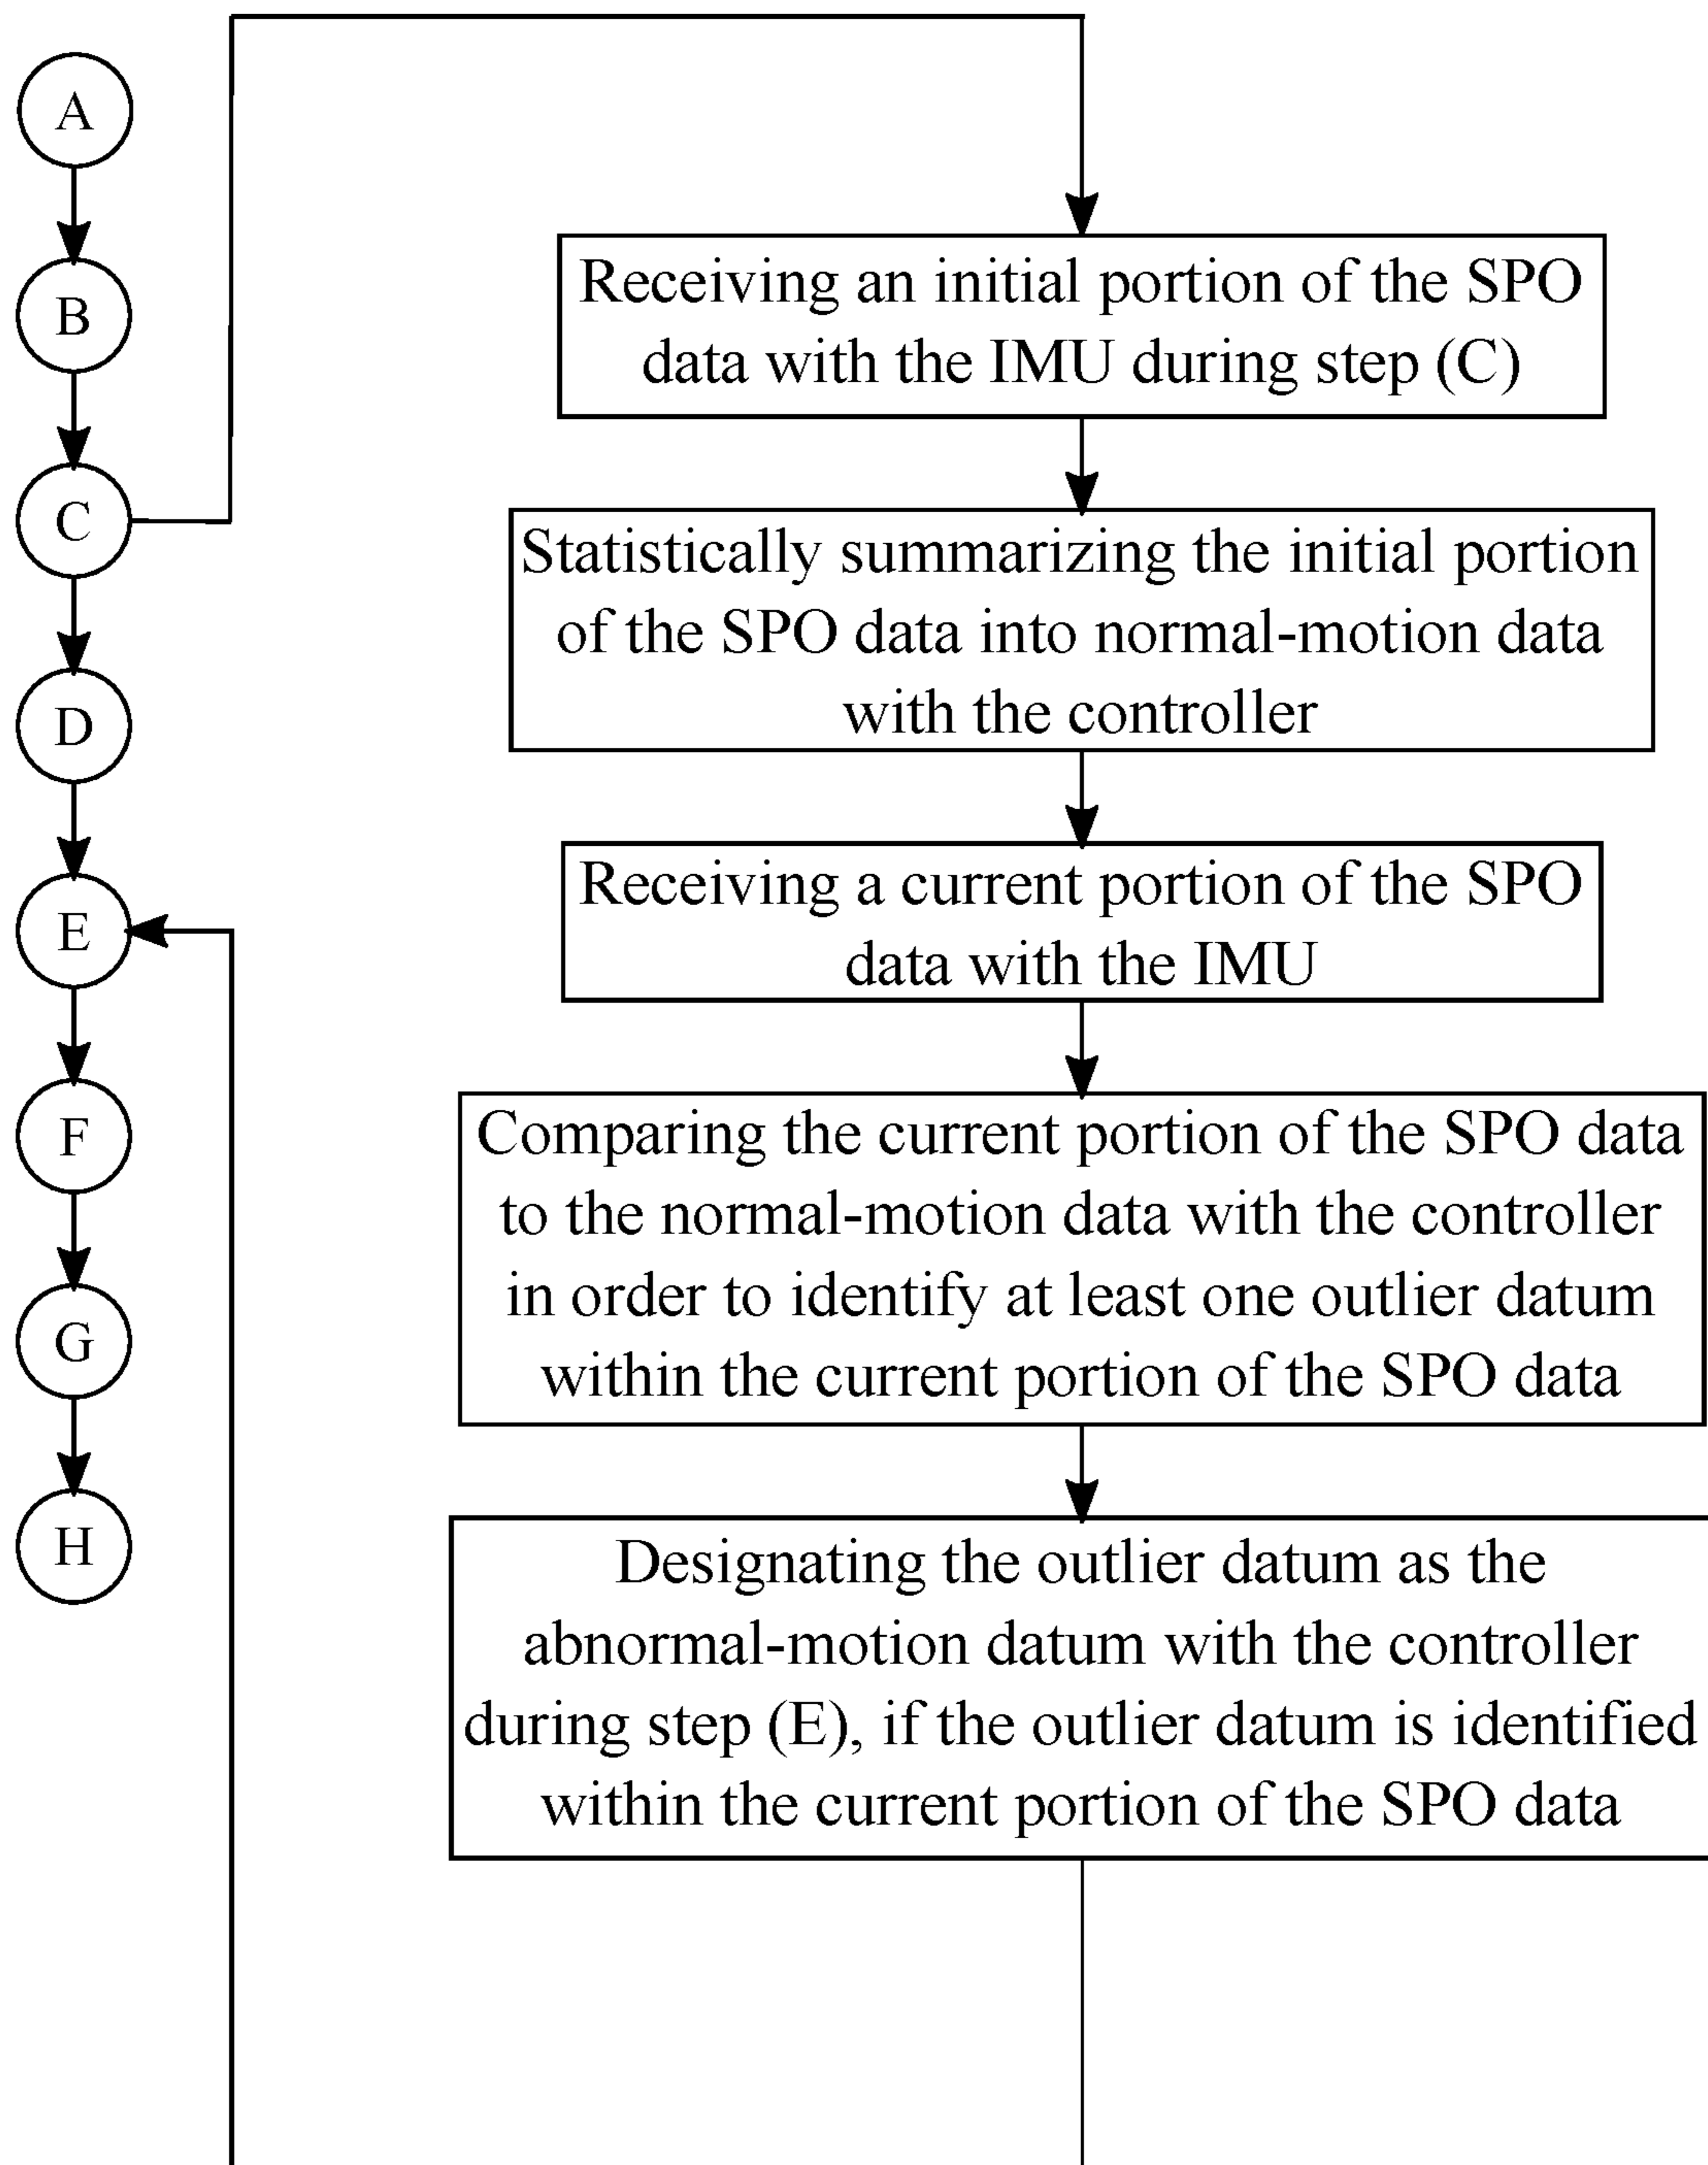 A
B
C
D
E
F
G
H
Receiving an initial portion of the SPO
data with the IMU during step (C)
Statistically summarizing the initial portion
of the SPO data into normal-motion data
with the controller
Receiving a current portion of the SPO
data with the IMU
Comparing the current portion of the SPO data
to the normal-motion data with the controller
in order to identify at least one outlier datum
within the current portion of the SPO data
Designating the outlier datum as the
abnormal-motion datum with the controller
during step (E), if the outlier datum is identified
within the current portion of the SPO data